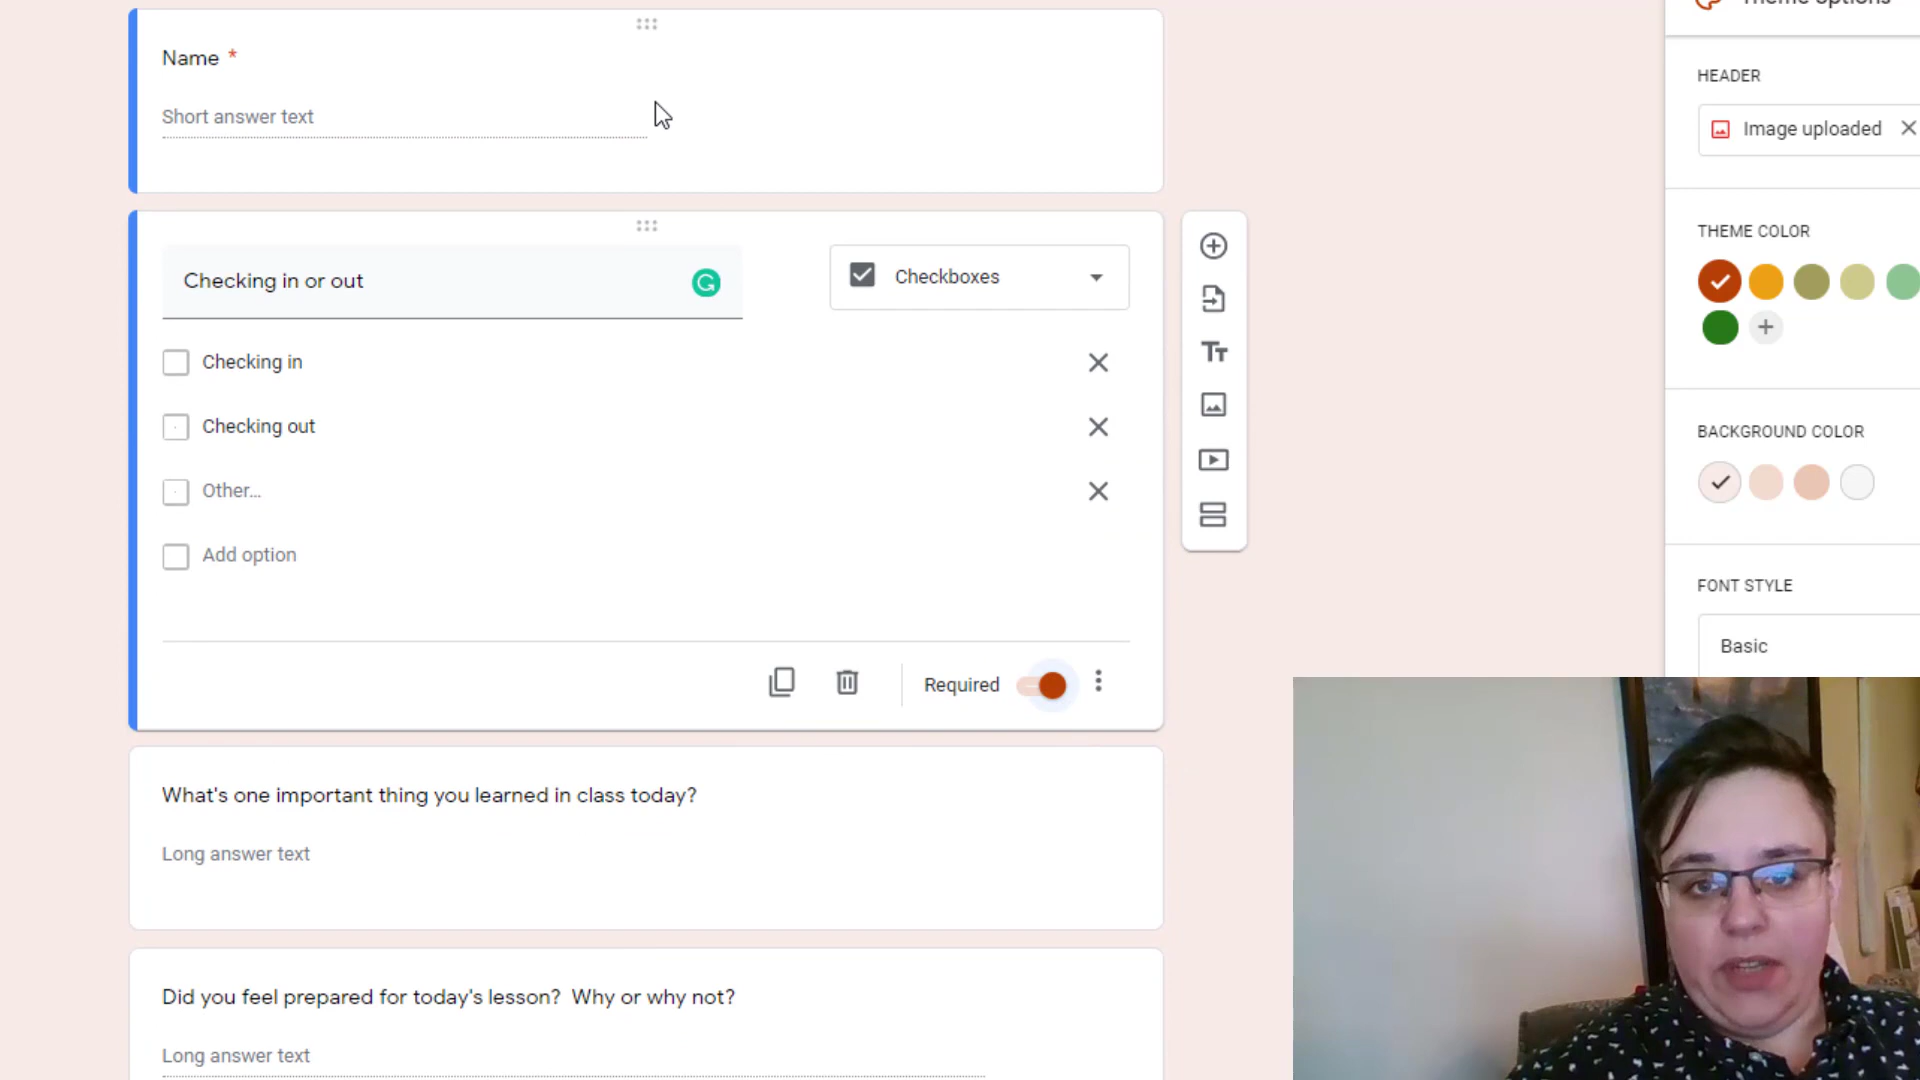 Theme Options
Name *
Short answer text
HEADER
Image uploaded
THEME COLOR
Checking in or out
Checkboxes
Checking in
Checking out
Other...
Add option
BACKGROUND COLOR
FONT STYLE
Basic
Required
What's one important thing you learned in class today?
Long answer text
Did you feel prepared for today's lesson? Why or why not?
Long answer text